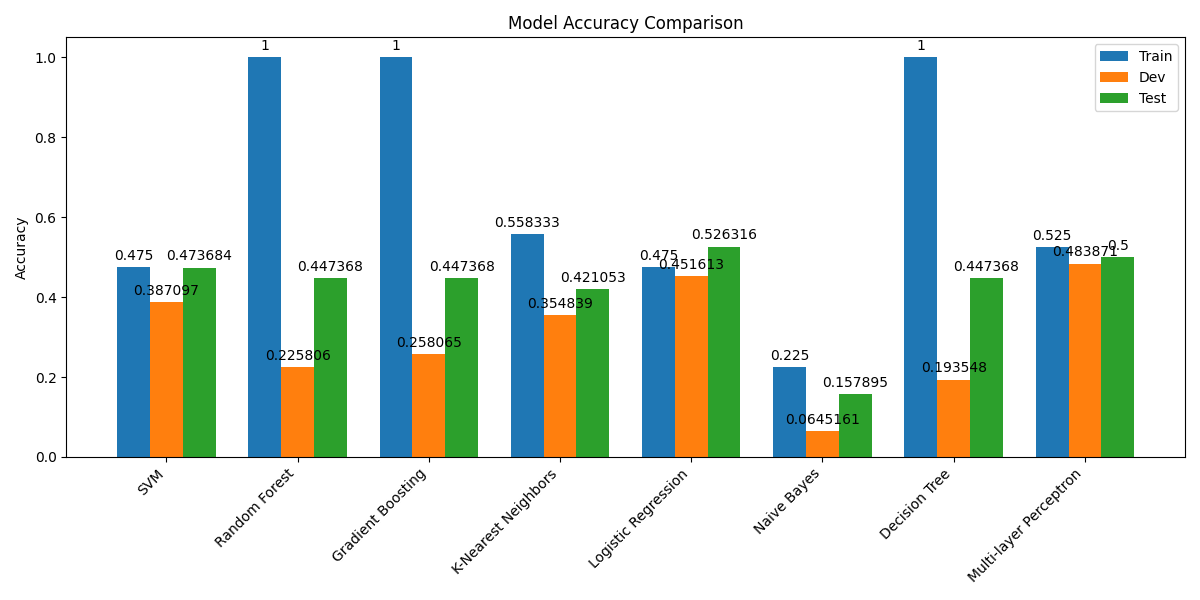 Model Accuracy Comparison
Accuracy
1.0
0.8
0.6
0.4
0.2
0.0
Train
Dev
Test
0.475
0.387097
0.473684
1
0.225806
0.447368
1
0.258065
0.447368
0.558333
0.354839
0.421053
0.475
0.451613
0.526316
0.225
0.0645161
0.157895
1
0.193548
0.447368
0.525
0.483871
0.5
SVM
Random Forest
Gradient Boosting
K-Nearest Neighbors
Logistic Regression
Naive Bayes
Decision Tree
Multi-layer Perceptron